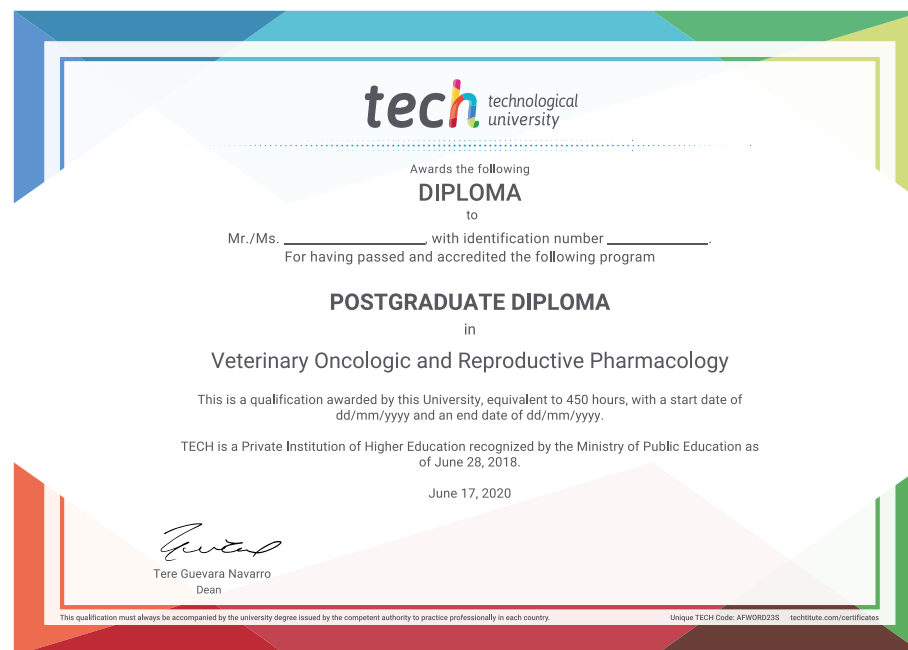 tech technological
university
Awards the following
DIPLOMA
to
Mr./Ms. ____________, with identification number ____________.
For having passed and accredited the following program
POSTGRADUATE DIPLOMA
in
Veterinary Oncologic and Reproductive Pharmacology
This is a qualification awarded by this University, equivalent to 450 hours, with a start date of
dd/mm/yyyy and an end date of dd/mm/yyyy.
TECH is a Private Institution of Higher Education recognized by the Ministry of Public Education as
of June 28, 2018.
June 17, 2020
Tere Guevara Navarro
Dean
This qualification must always be accompanied by the university degree issued by the competent authority to practice professionally in each country. Unique TECH Code: AFWORD23S techtitute.com/certificates